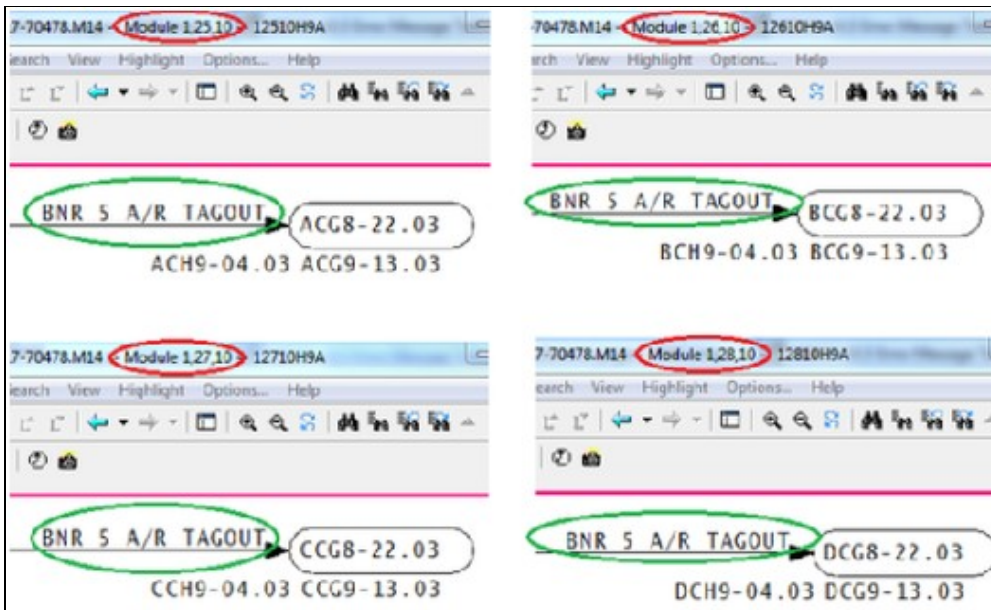 7-70478.M14 - Module 1,25,10 - 12510H9A
earch View Highlight Options... Help
BNR 5 A/R TAGOUT
ACG8-22.03
ACH9-04.03 ACG9-13.03
-70478.M14 - Module 1,26,10 - 12610H9A
earch View Highlight Options... Help
BNR 5 A/R TAGOUT
BCG8-22.03
BCH9-04.03 BCG9-13.03
7-70478.M14 - Module 1,27,10 - 12710H9A
earch View Highlight Options... Help
BNR 5 A/R TAGOUT
CCG8-22.03
CCH9-04.03 CCG9-13.03
7-70478.M14 - Module 1,28,10 - 12810H9A
earch View Highlight Options... Help
BNR 5 A/R TAGOUT
DCG8-22.03
DCH9-04.03 DCG9-13.03